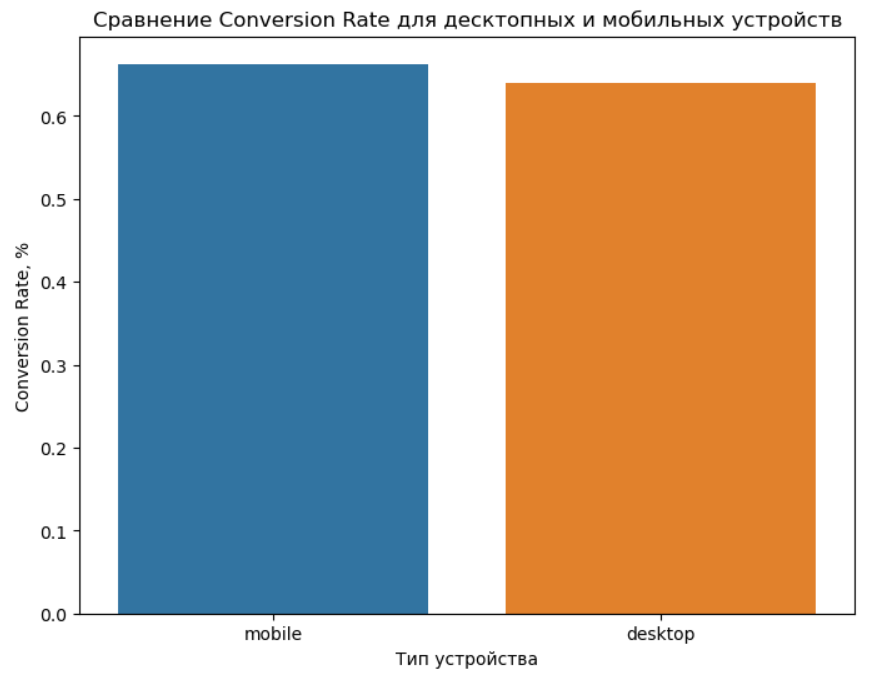 Сравнение Conversion Rate для десктопных и мобильных устройств
Conversion Rate, %
0.6
0.5
0.4
0.3
0.2
0.1
0.0
mobile
desktop
Тип устройства